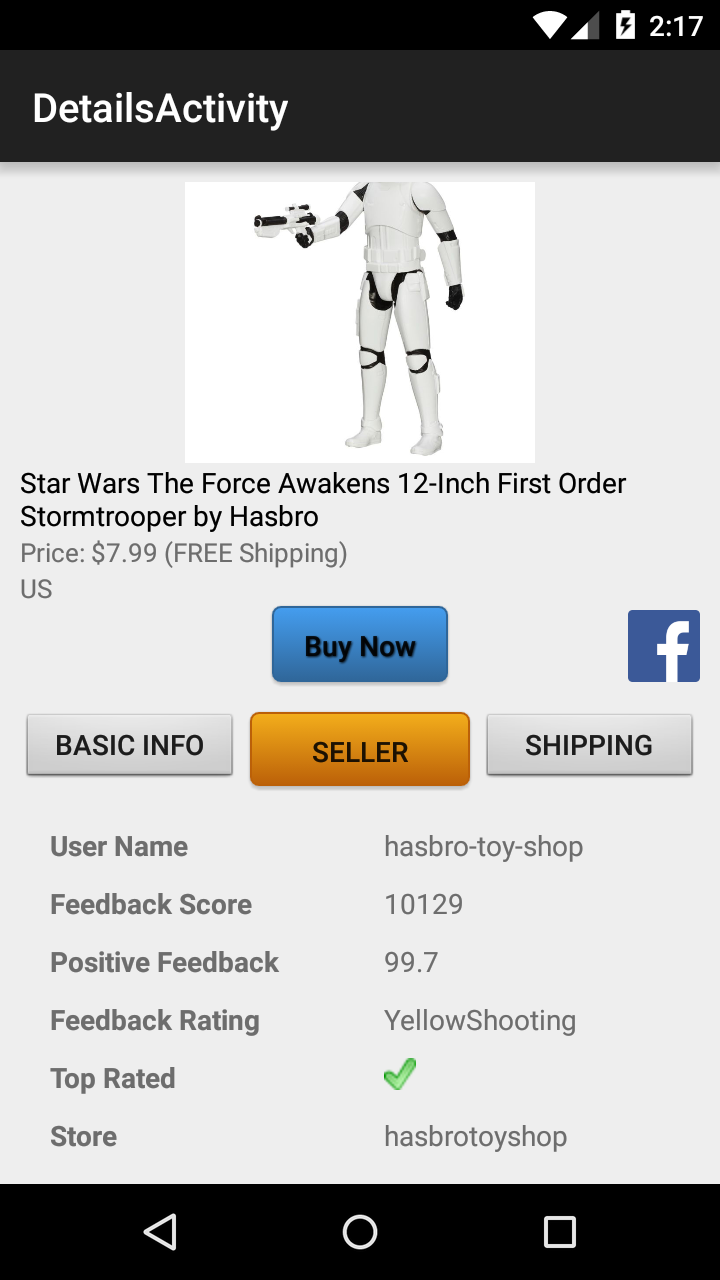 2:17
DetailsActivity
Star Wars The Force Awakens 12-Inch First Order
Stormtrooper by Hasbro
Price: $7.99 (FREE Shipping)
US
Buy Now
f
BASIC INFO SELLER SHIPPING
User Name hasbro-toy-shop
Feedback Score 10129
Positive Feedback 99.7
Feedback Rating YellowShooting
Top Rated
Store hasbrotoyshop